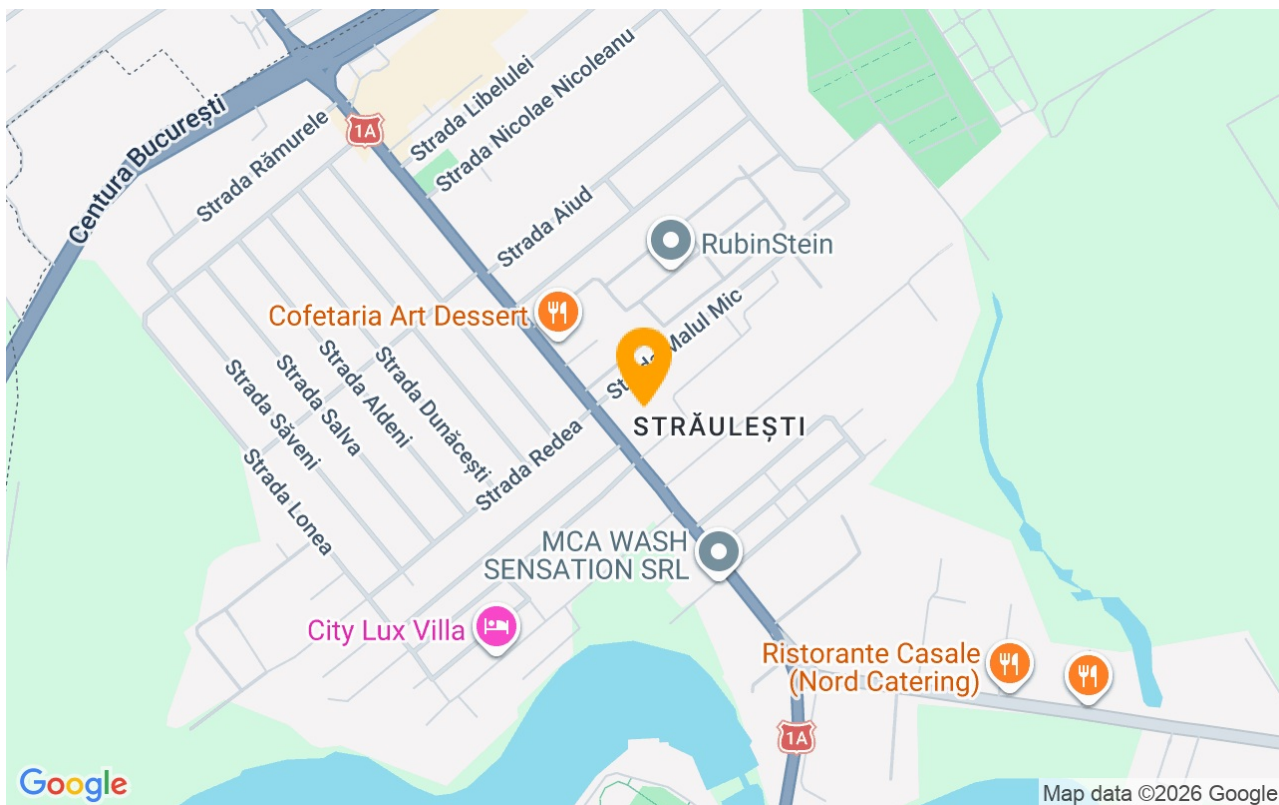 Centura București
1A
Strada Rămurele
Strada Libelulei
Strada Nicolae Nicoleanu
Strada Aiud
RubinStein
Cofetaria Art Dessert
Malul Mic
STRĂULEȘTI
Strada Săveni
Strada Salva
Strada Aldeni
Strada Dunăcești
Strada Redea
Strada Lonea
MCA WASH
SENSATION SRL
City Lux Villa
Ristorante Casale
(Nord Catering)
1A
Google
Map data ©2026 Google